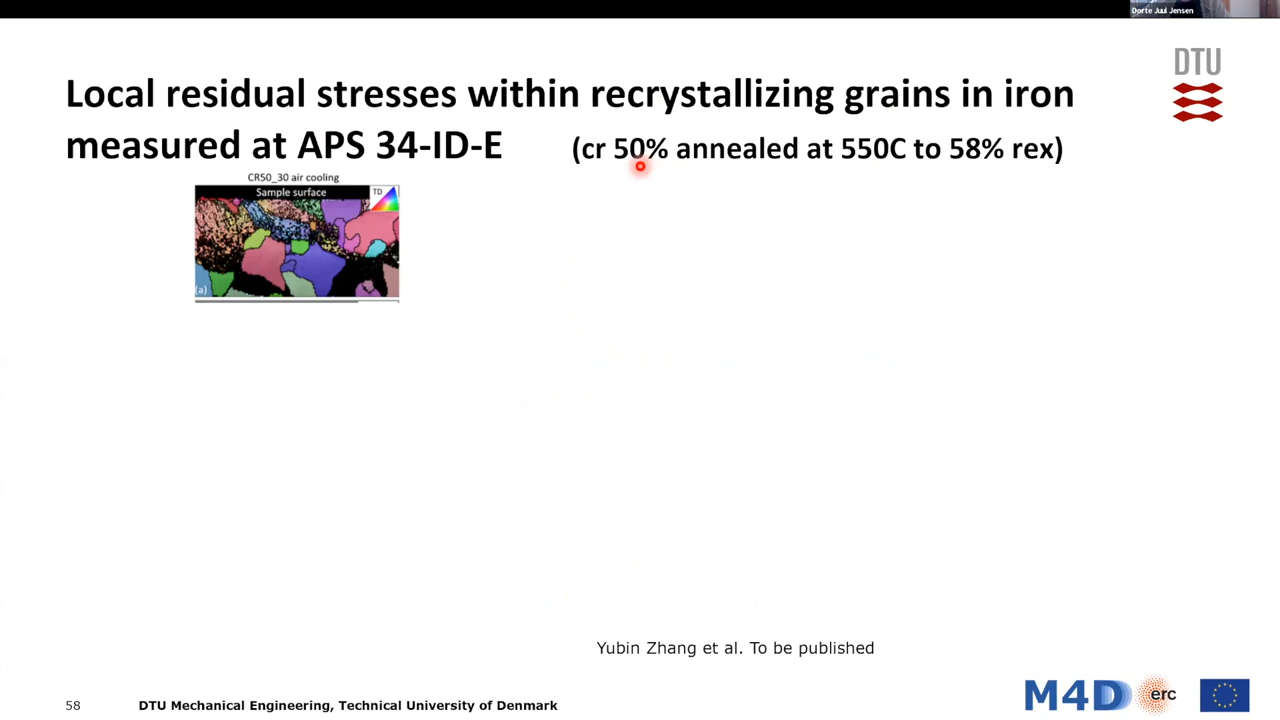 Dorte Juul Jensen
DTU
Local residual stresses within recrystallizing grains in iron
measured at APS 34-ID-E (cr 50% annealed at 550C to 58% rex)
CR50_30 air cooling
Sample surface
TD
(a)
Yubin Zhang et al. To be published
58 DTU Mechanical Engineering, Technical University of Denmark
M4D
erc